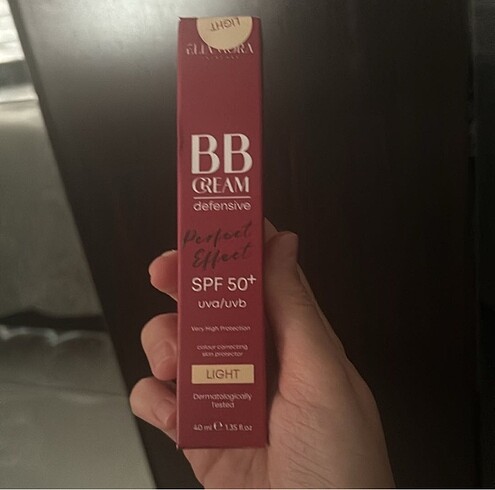 LIGHT
BB
CREAM
defensive
Perfect
Effect
SPF 50+
uva/uvb
Very High Protection
colour correcting
skin protector
LIGHT
Dermatologically
Tested
40 ml ℮ 1.35 fl.oz